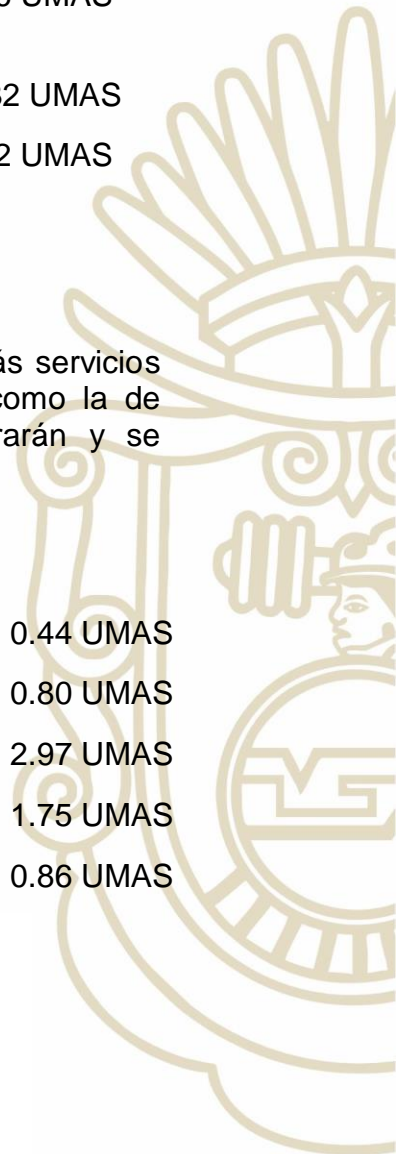 UMAS
2 UMAS
2 UMAS
ás servicios
como la de
rarán y se
0.44 UMAS
0.80 UMAS
2.97 UMAS
1.75 UMAS
0.86 UMAS